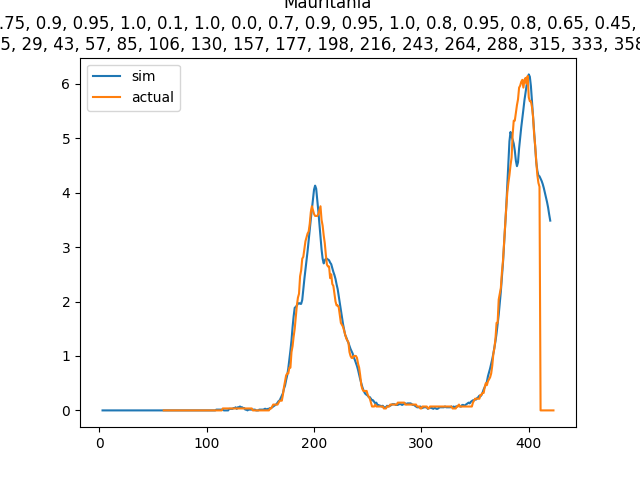 Mauritania
.75, 0.9, 0.95, 1.0, 0.1, 1.0, 0.0, 0.7, 0.9, 0.95, 1.0, 0.8, 0.95, 0.8, 0.65, 0.45,
5, 29, 43, 57, 85, 106, 130, 157, 177, 198, 216, 243, 264, 288, 315, 333, 358
sim
actual
6
5
4
3
2
1
0
0 100 200 300 400